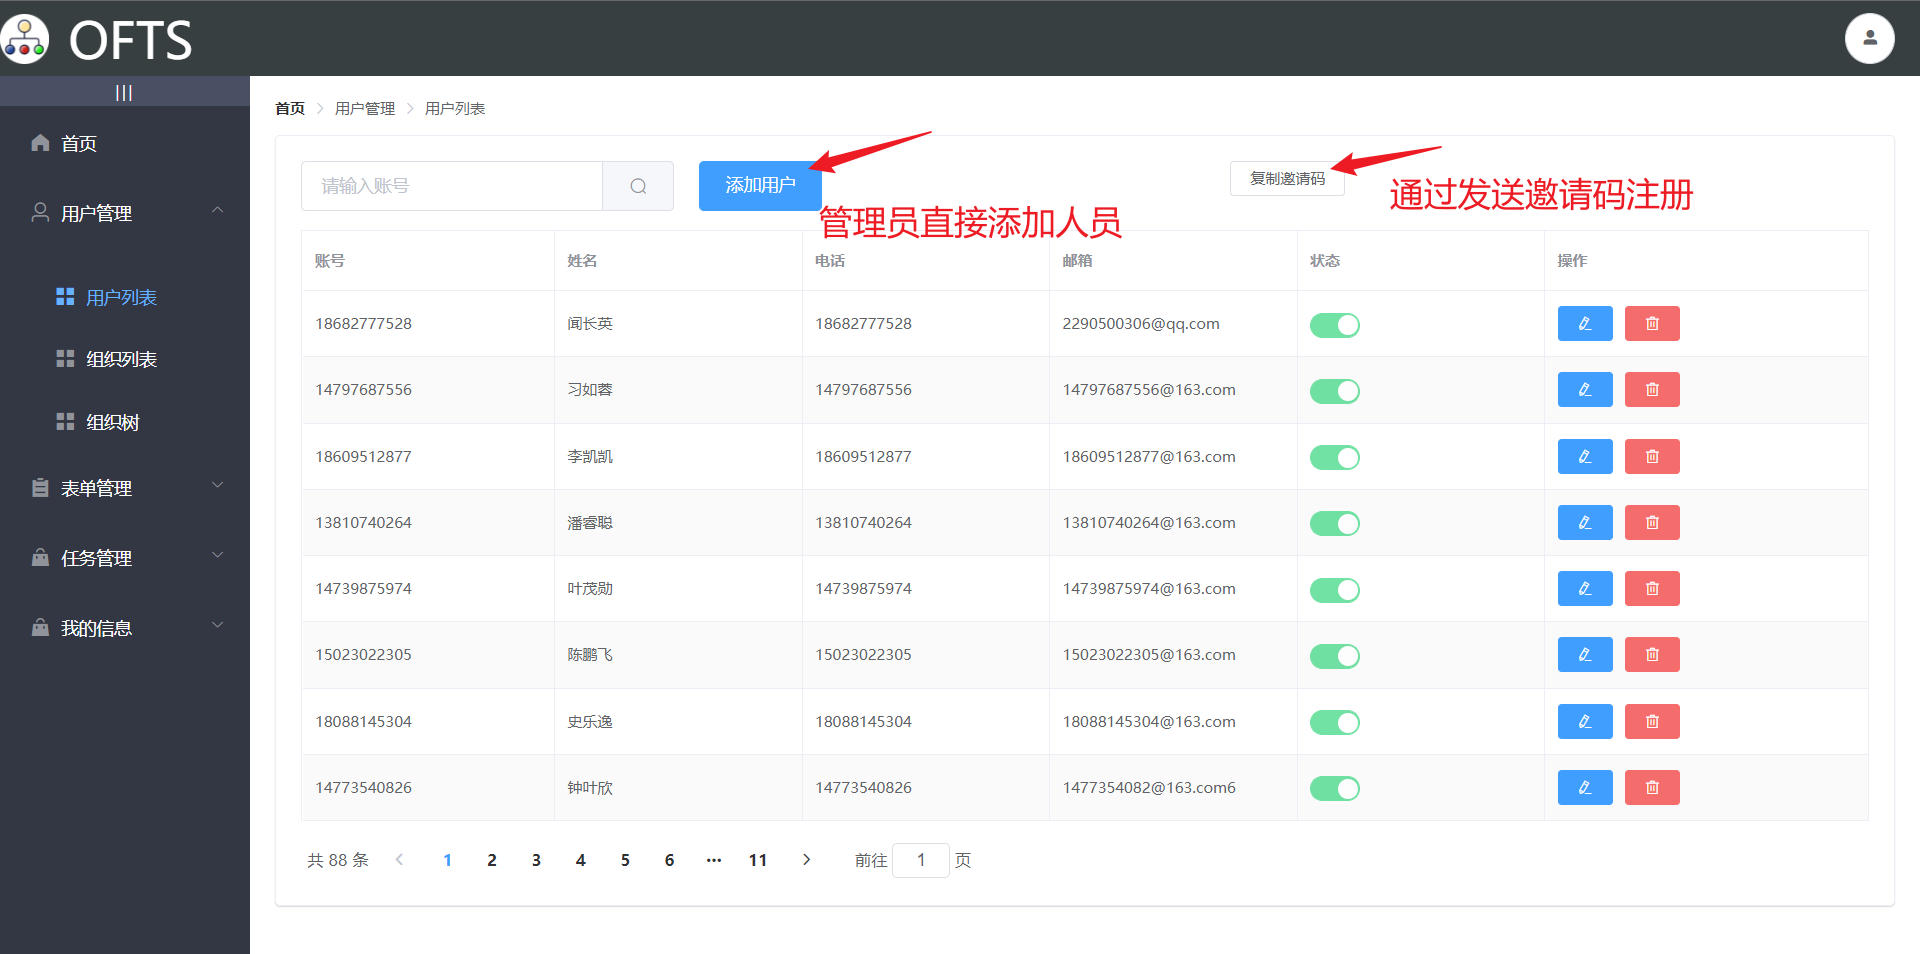 OFTS
|||
首页
用户管理
用户列表
组织列表
组织树
表单管理
任务管理
我的信息
首页 > 用户管理 > 用户列表
请输入账号 添加用户 复制邀请码
管理员直接添加人员
通过发送邀请码注册
账号 姓名 电话 邮箱 状态 操作
18682777528 闻长英 18682777528 2290500306@qq.com
14797687556 习如蓉 14797687556 14797687556@163.com
18609512877 李凯凯 18609512877 18609512877@163.com
13810740264 潘睿聪 13810740264 13810740264@163.com
14739875974 叶茂勋 14739875974 14739875974@163.com
15023022305 陈鹏飞 15023022305 15023022305@163.com
18088145304 史乐逸 18088145304 18088145304@163.com
14773540826 钟叶欣 14773540826 1477354082@163.com6
共 88 条 < 1 2 3 4 5 6 ··· 11 > 前往 1 页